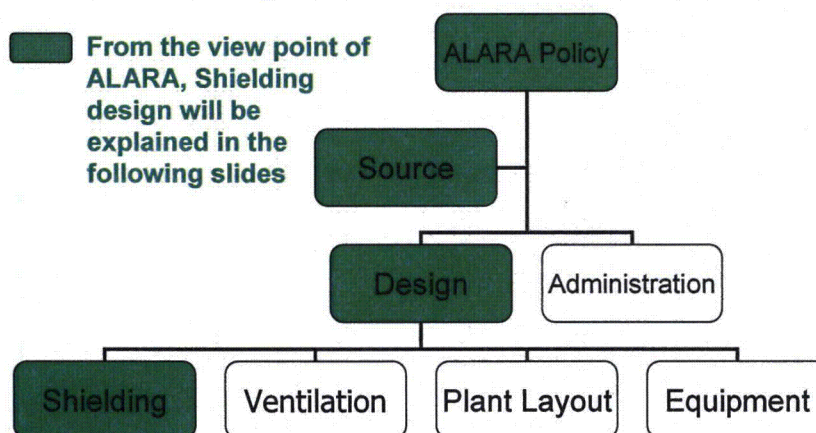 From the view point of
ALARA, Shielding
design will be
explained in the
following slides
ALARA Policy
Source
Design
Administration
Shielding
Ventilation
Plant Layout
Equipment